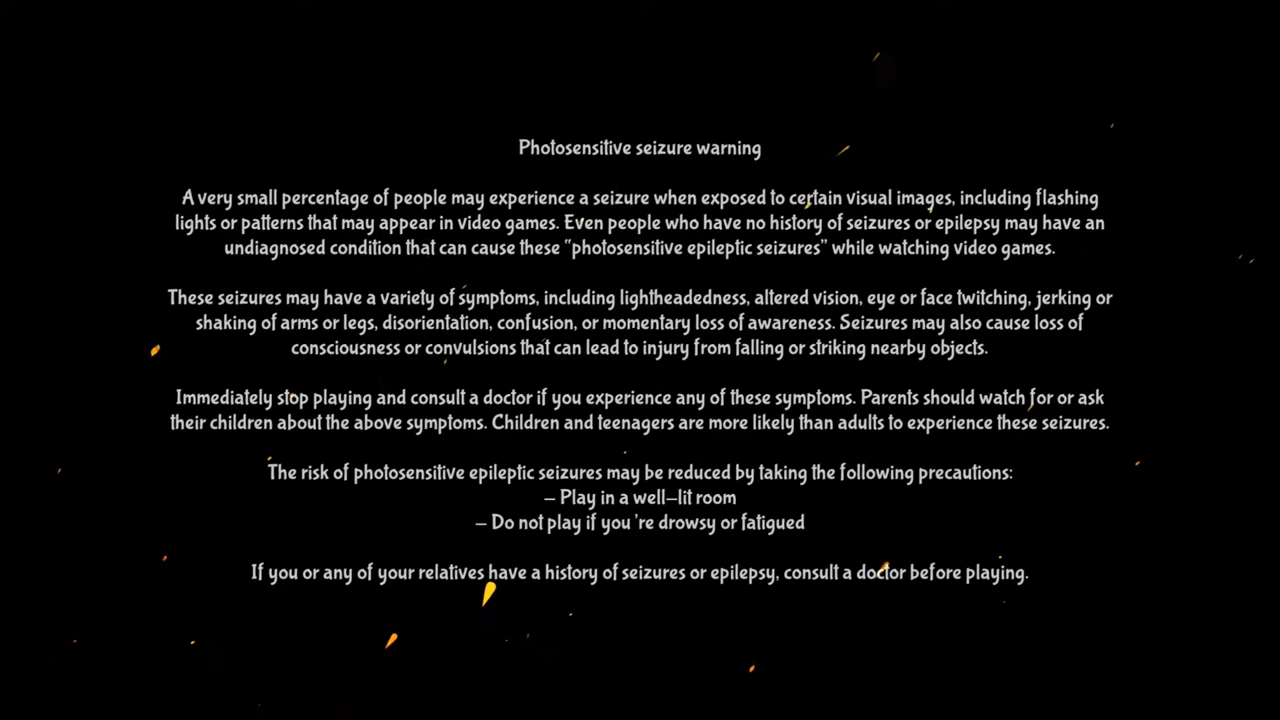 Photosensitive seizure warning
A very small percentage of people may experience a seizure when exposed to certain visual images, including flashing
lights or patterns that may appear in video games. Even people who have no history of seizures or epilepsy may have an
undiagnosed condition that can cause these "photosensitive epileptic seizures" while watching video games.
These seizures may have a variety of symptoms, including lightheadedness, altered vision, eye or face twitching, jerking or
shaking of arms or legs, disorientation, confusion, or momentary loss of awareness. Seizures may also cause loss of
consciousness or convulsions that can lead to injury from falling or striking nearby objects.
Immediately stop playing and consult a doctor if you experience any of these symptoms. Parents should watch for or ask
their children about the above symptoms. Children and teenagers are more likely than adults to experience these seizures.
The risk of photosensitive epileptic seizures may be reduced by taking the following precautions:
– Play in a well–lit room
– Do not play if you 're drowsy or fatigued
If you or any of your relatives have a history of seizures or epilepsy, consult a doctor before playing.